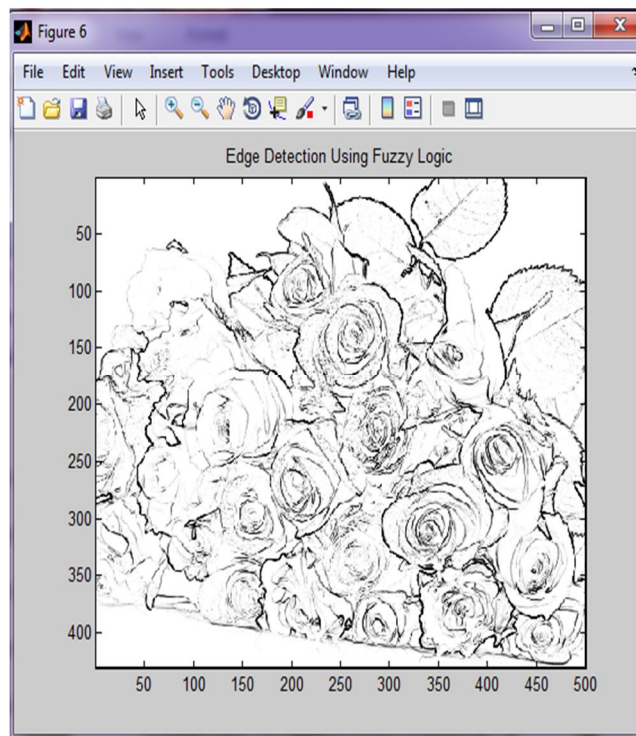 Figure 6
File Edit View Insert Tools Desktop Window Help
Edge Detection Using Fuzzy Logic
50
100
150
200
250
300
350
400
50 100 150 200 250 300 350 400 450 500